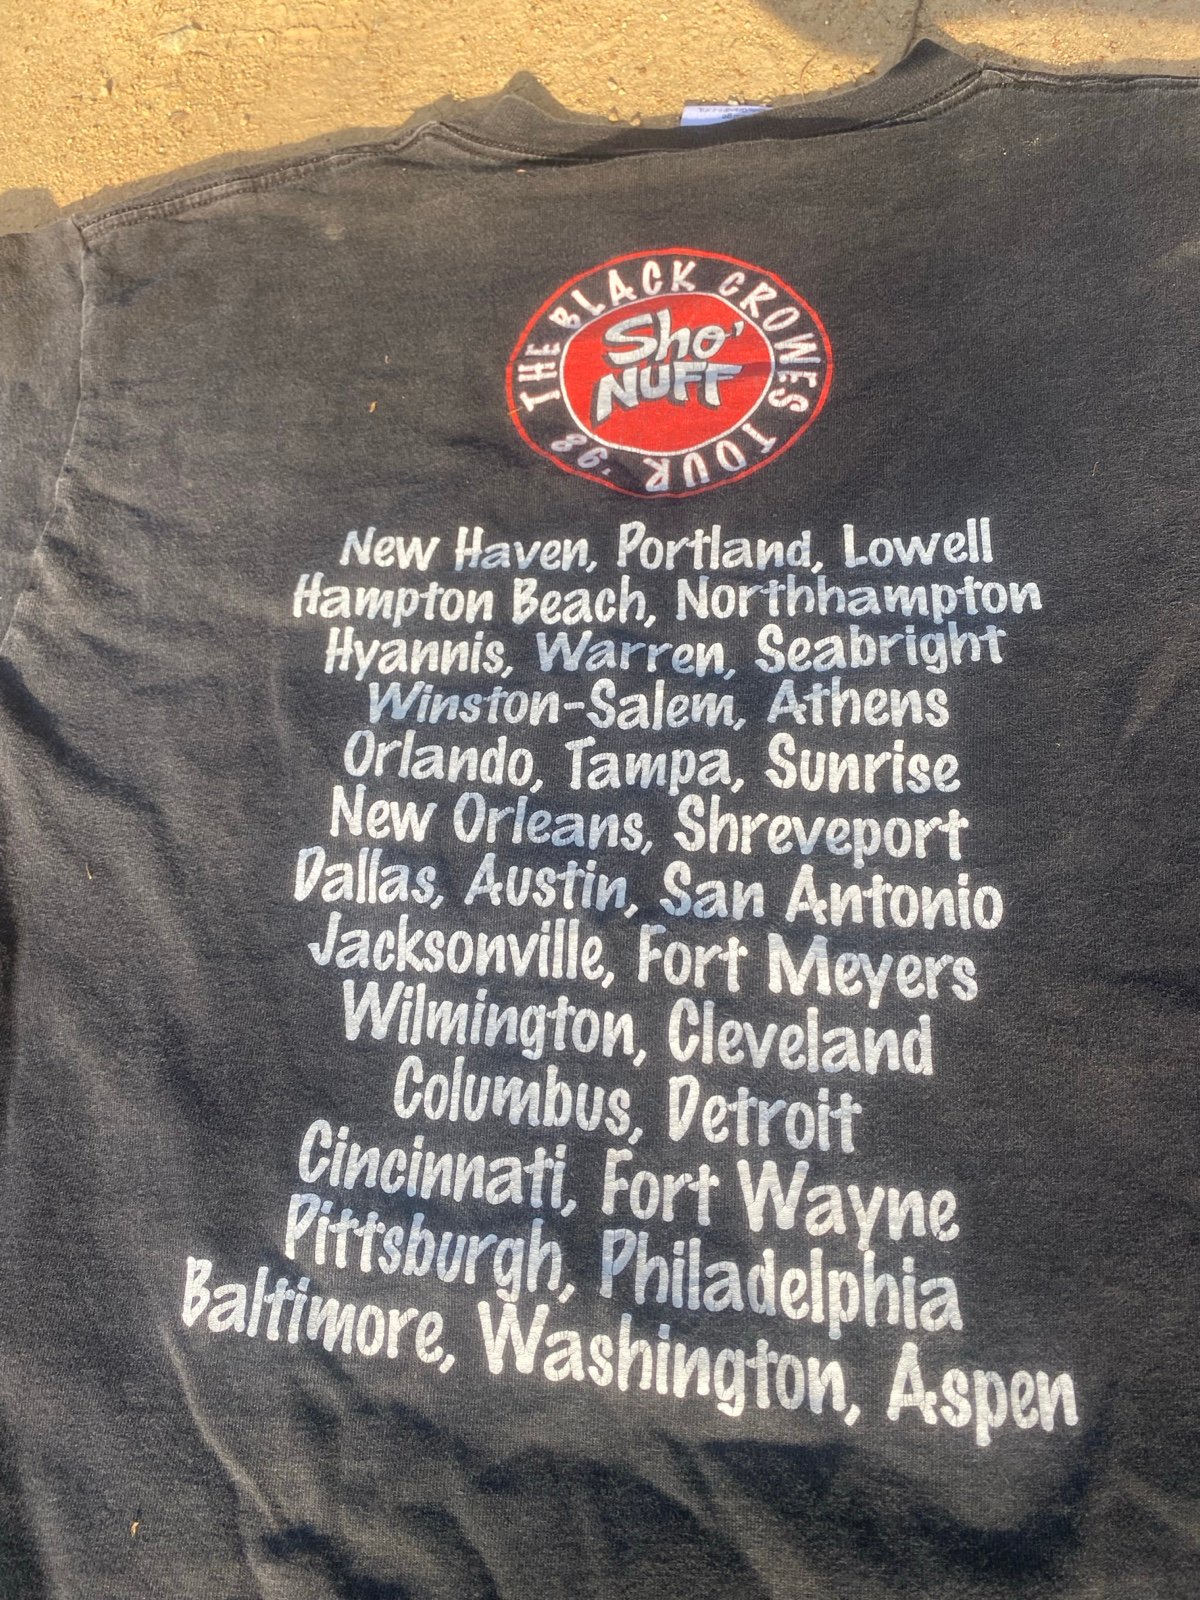 THE BLACK CROWES TOUR '98
Sho'
NUFF
New Haven, Portland, Lowell
Hampton Beach, Northhampton
Hyannis, Warren, Seabright
Winston-Salem, Athens
Orlando, Tampa, Sunrise
New Orleans, Shreveport
Dallas, Austin, San Antonio
Jacksonville, Fort Meyers
Wilmington, Cleveland
Columbus, Detroit
Cincinnati, Fort Wayne
Pittsburgh, Philadelphia
Baltimore, Washington, Aspen